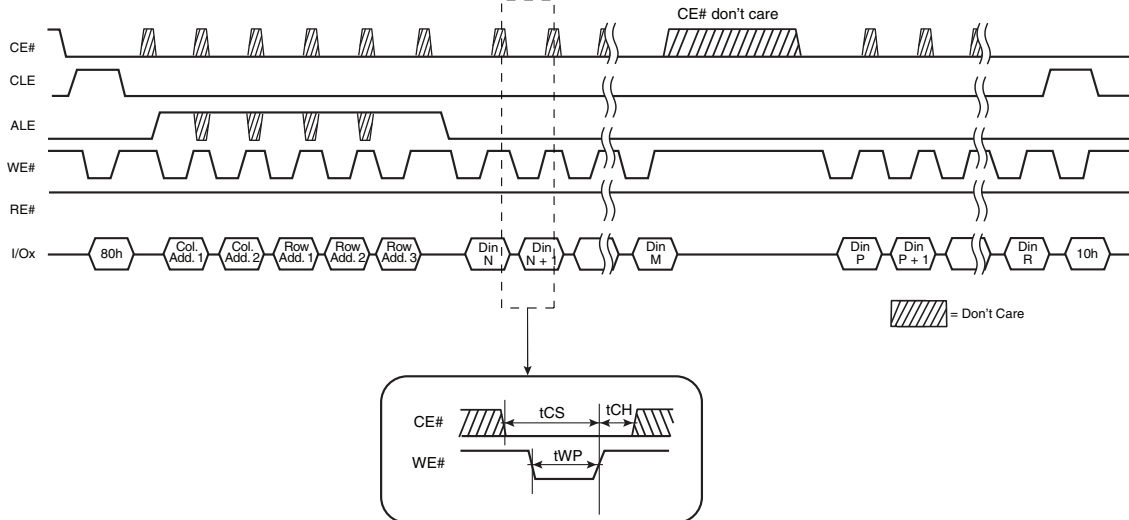 CE# don't care
CE#
CLE
ALE
WE#
RE#
I/Ox
80h
Col.
Add. 1
Col.
Add. 2
Row
Add. 1
Row
Add. 2
Row
Add. 3
Din
N
Din
N + 1
Din
M
Din
P
Din
P + 1
Din
R
10h
= Don't Care
CE#
tCS
tCH
WE#
tWP